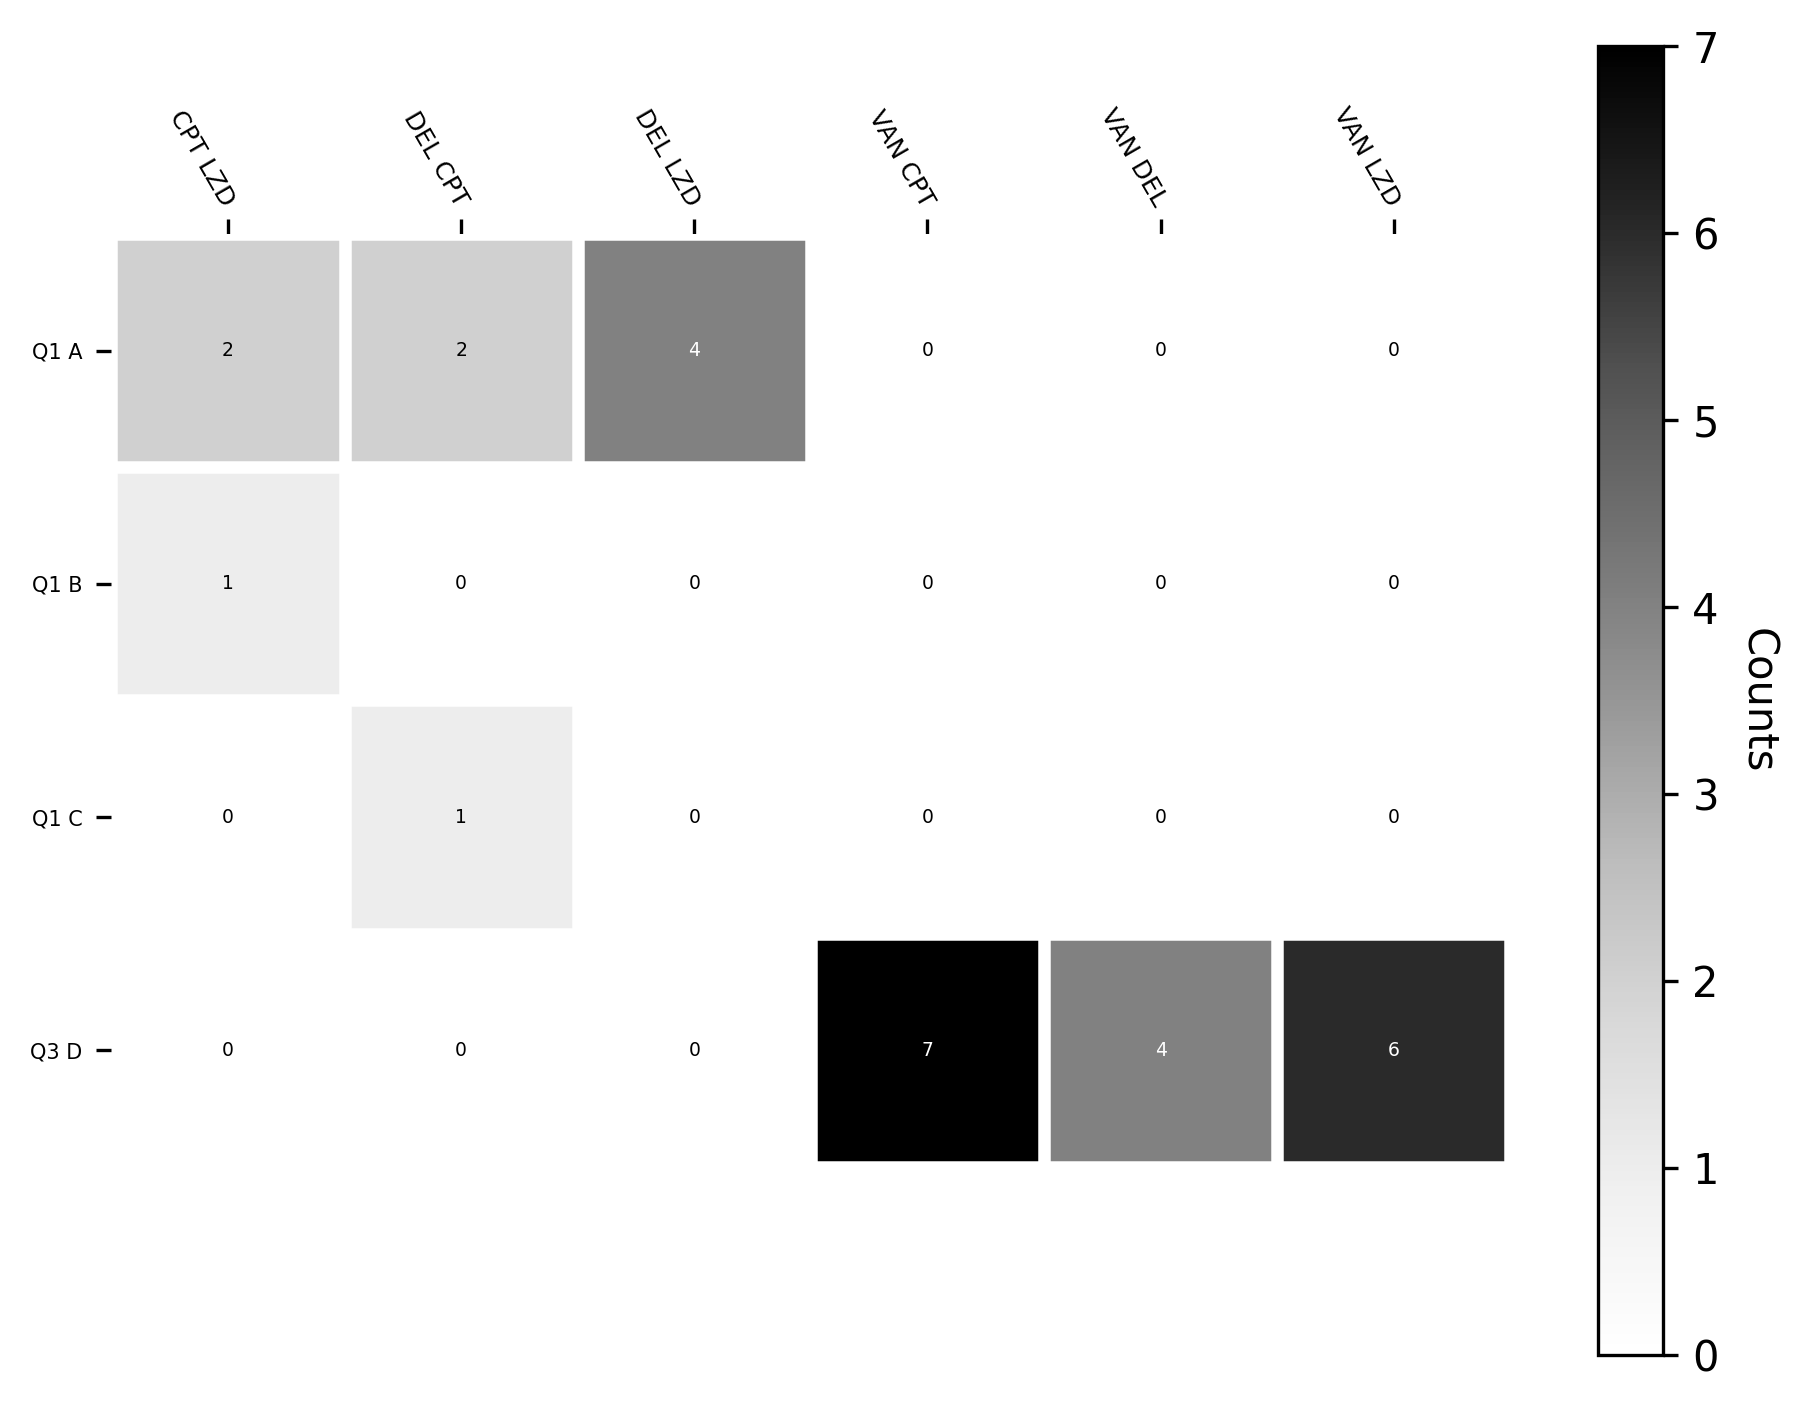 CPT LZD
DEL CPT
DEL LZD
VAN CPT
VAN DEL
VAN LZD
Q1 A 2 2 4 0 0 0
Q1 B 1 0 0 0 0 0
Q1 C 0 1 0 0 0 0
Q3 D 0 0 0 7 4 6
7
6
5
4
3
2
1
0
Counts